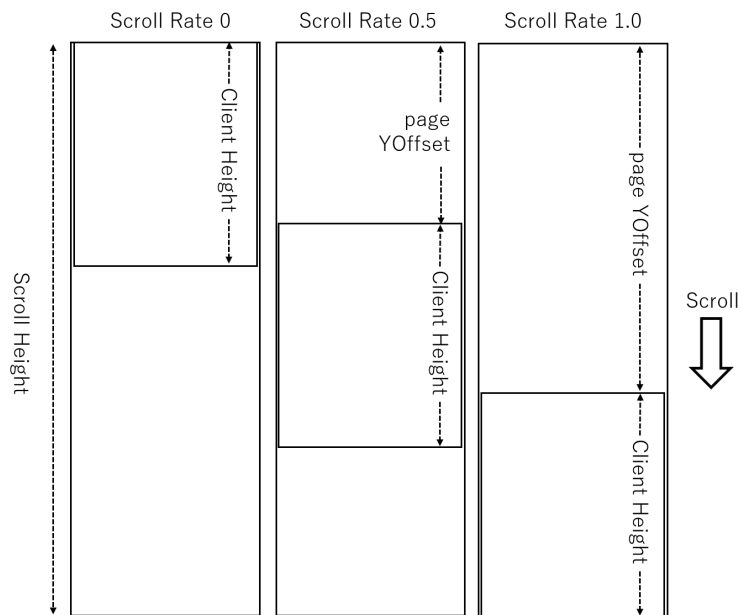 Scroll Rate 0
Scroll Rate 0.5
Scroll Rate 1.0
Scroll Height
Client Height
page
YOffset
Client Height
page YOffset
Client Height
Scroll